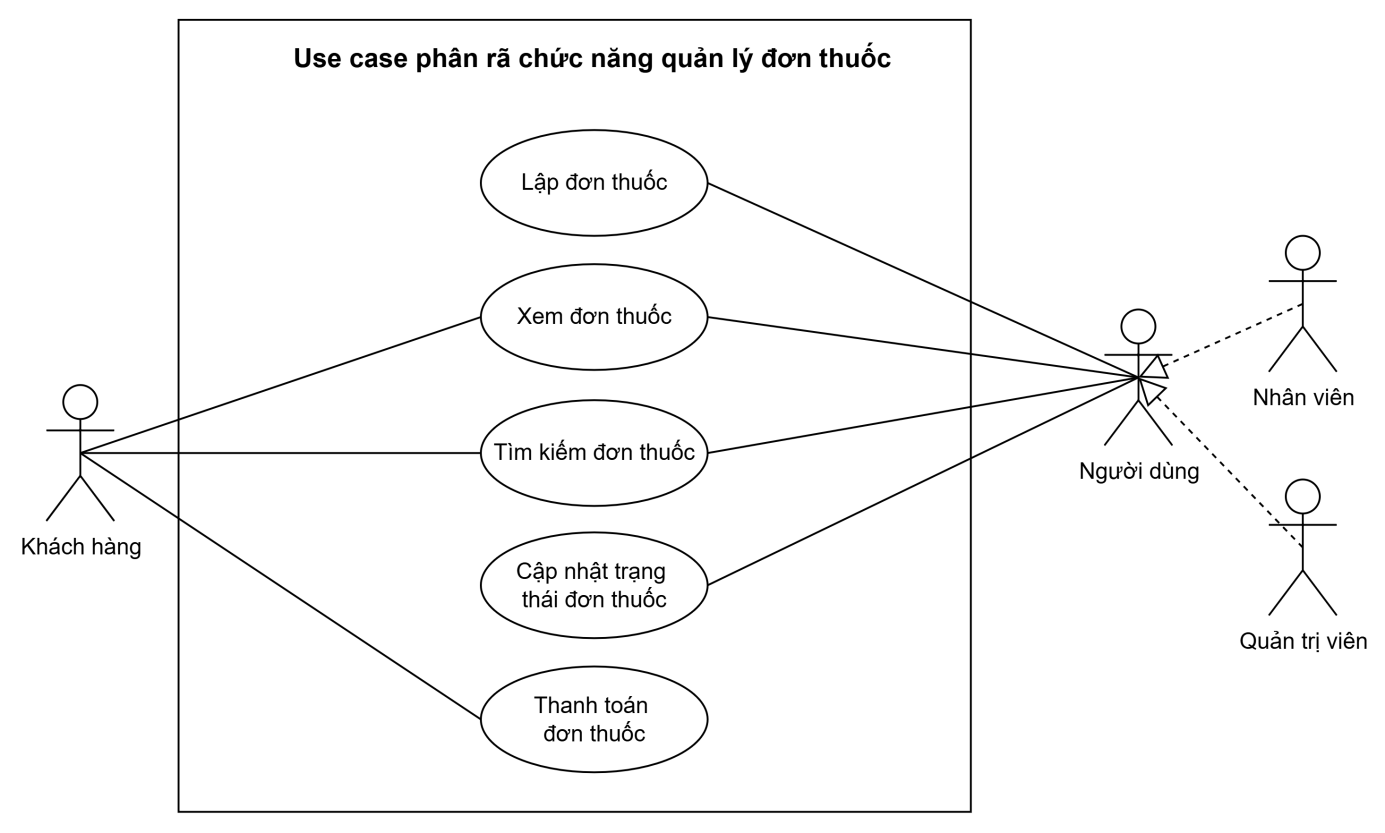 Use case phân rã chức năng quản lý đơn thuốc
Lập đơn thuốc
Xem đơn thuốc
Tìm kiếm đơn thuốc
Cập nhật trạng
thái đơn thuốc
Thanh toán
đơn thuốc
Khách hàng
Người dùng
Nhân viên
Quản trị viên